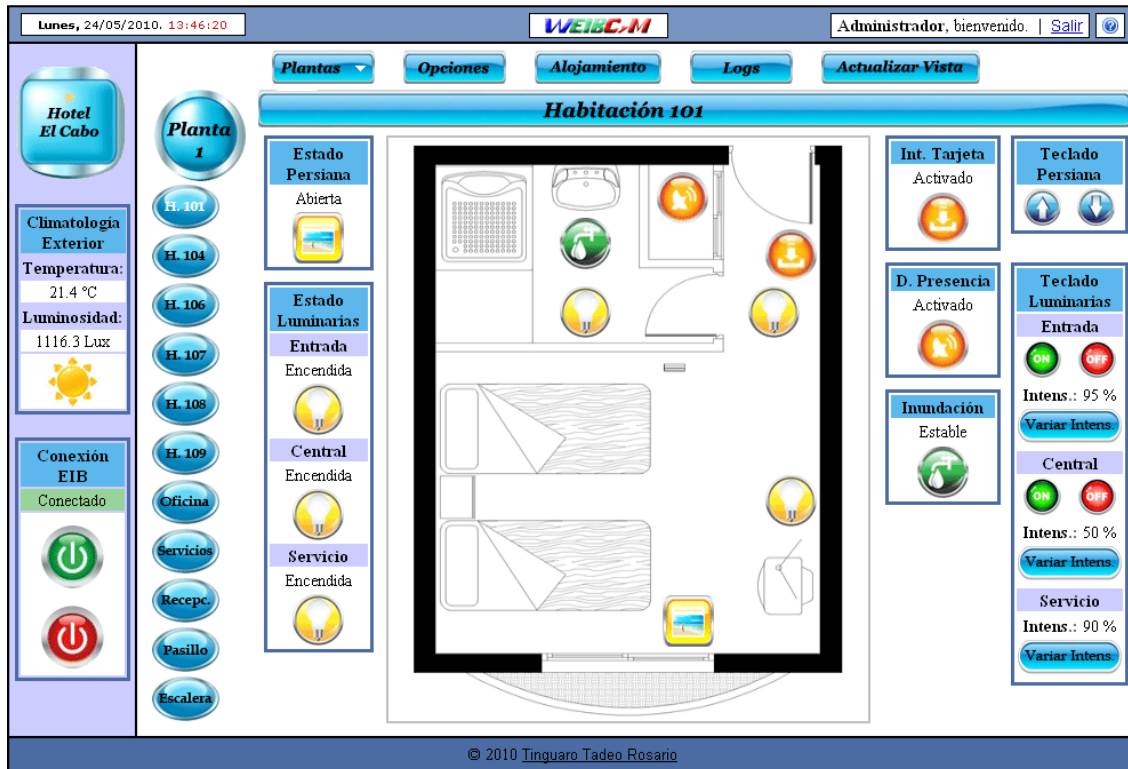 Lunes, 24/05/2010. 13:46:20
WEIBC>M
Administrador, bienvenido. | Salir
?
Hotel
El Cabo
Climatología
Exterior
Temperatura:
21.4 °C
Luminosidad:
1116.3 Lux
Conexión
EIB
Conectado
Planta
1
H. 101
H. 104
H. 106
H. 107
H. 108
H. 109
Oficina
Servicios
Recepc.
Pasillo
Escalera
Plantas
Opciones
Alojamiento
Logs
Actualizar Vista
Habitación 101
Estado
Persiana
Abierta
Estado
Luminarias
Entrada
Encendida
Central
Encendida
Servicio
Encendida
Int. Tarjeta
Activado
D. Presencia
Activado
Inundación
Estable
Teclado
Persiana
Teclado
Luminarias
Entrada
ON OFF
Intens.: 95 %
Variar Intens.
Central
ON OFF
Intens.: 50 %
Variar Intens.
Servicio
Intens.: 90 %
Variar Intens.
© 2010 Tinguaro Tadeo Rosario